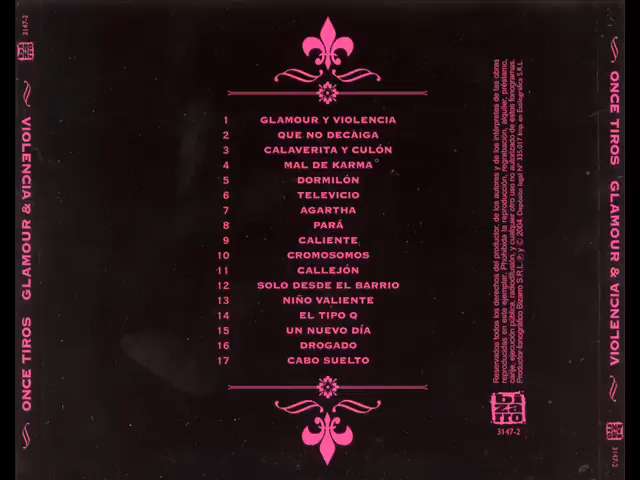 3147-2
bizarro
ONCE TIROS GLAMOUR & VIOLENCIA
1 GLAMOUR Y VIOLENCIA
2 QUE NO DECÀIGA
3 CALAVERITA Y CULÓN
4 MAL DE KARMA
5 DORMILÓN
6 TELEVICIO
7 AGARTHA
8 PARÁ
9 CALIENTE
10 CROMOSOMOS
11 CALLEJÓN
12 SOLO DESDE EL BARRIO
13 NIÑO VALIENTE
14 EL TIPO Q
15 UN NUEVO DÍA
16 DROGADO
17 CABO SUELTO
Reservados todos los derechos del productor, de los autores y de los intérpretes de las obras
reproducidas en este ejemplar. Prohibida la reproducción, regrabación, alquiler, préstamo,
canje, ejecución pública, radiodifusión, y cualquier otro uso no autorizado de estos fonogramas.
Productor fonográfico Bizarro S.R.L. ℗ y © 2004 Depósito legal Nº 335.017 Imp. en
bizarro
3147-2
ONCE TIROS GLAMOUR & VIOLENCIA
bizarro
3147-2